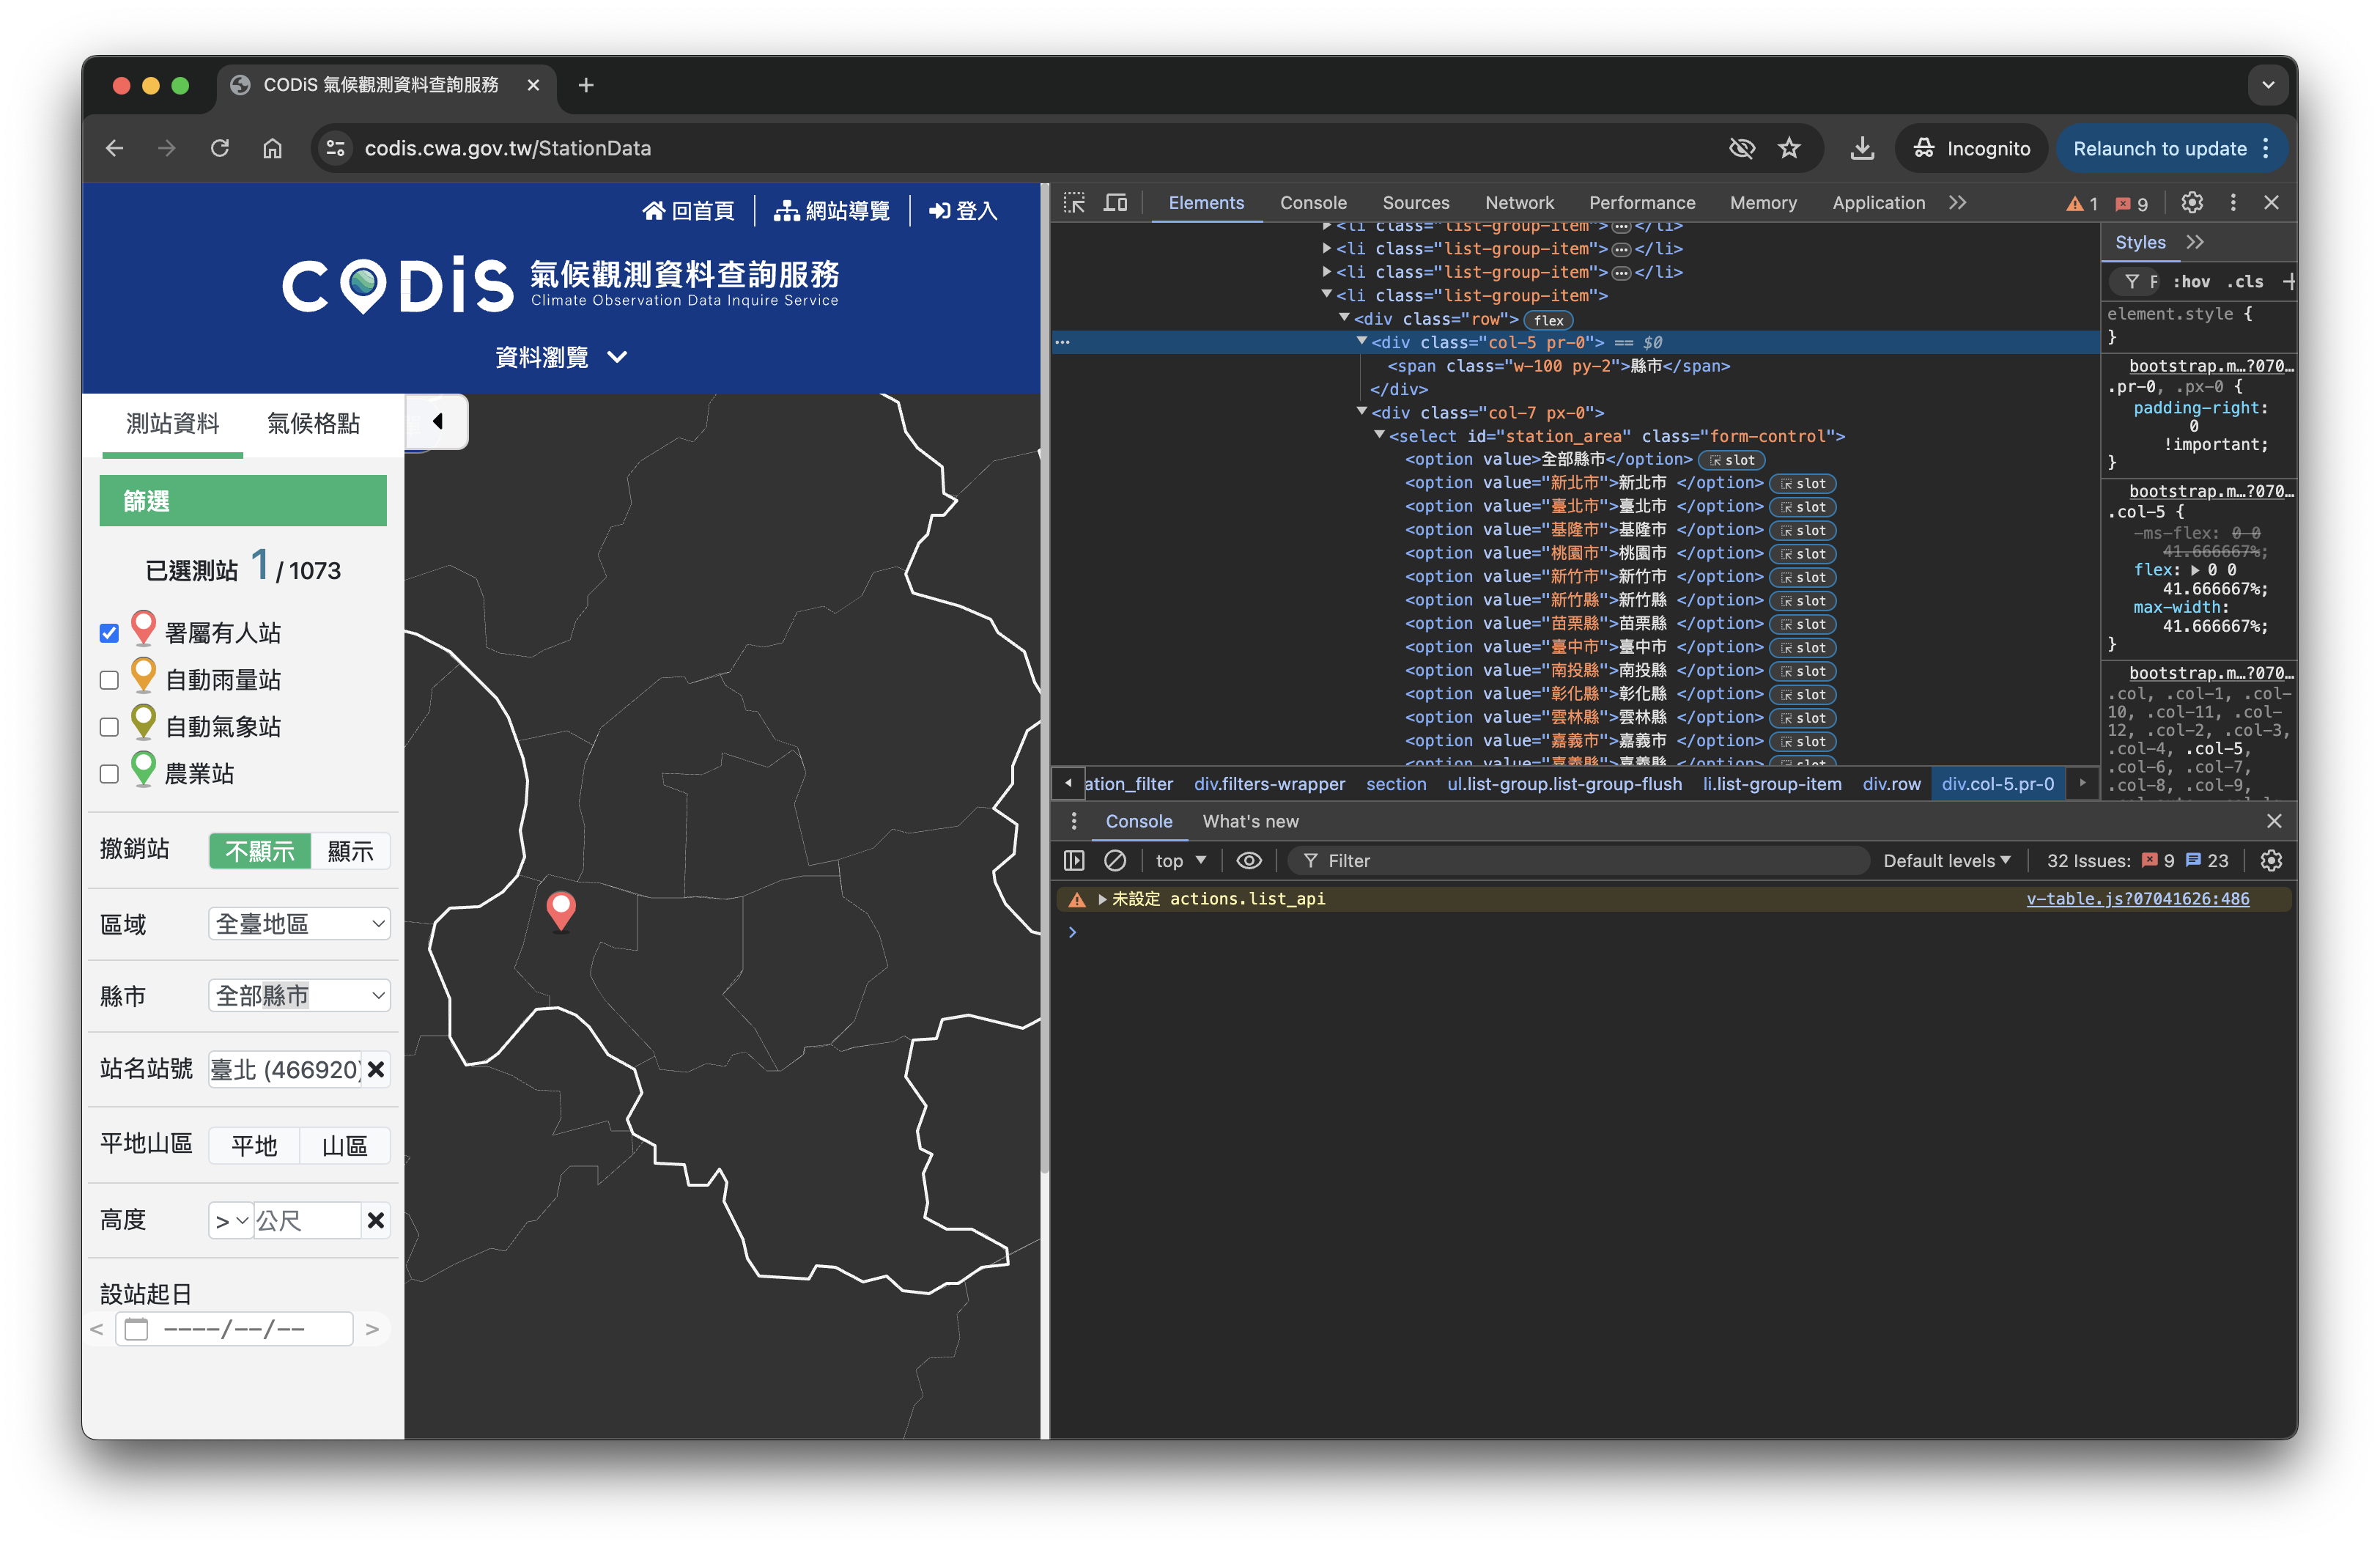 CODiS 氣候觀測資料查詢服務
codis.cwa.gov.tw/StationData
Incognito
Relaunch to update
回首頁
網站導覽
登入
CODiS 氣候觀測資料查詢服務
Climate Observation Data Inquire Service
資料瀏覽
測站資料 氣候格點
篩選
已選測站 1 / 1073
署屬有人站
自動雨量站
自動氣象站
農業站
撤銷站 不顯示 顯示
區域 全臺地區
縣市 全部縣市
站名站號 臺北 (466920)
平地山區 平地 山區
高度 > 公尺
設站起日
< ----/--/-- >
Elements Console Sources Network Performance Memory Application 1 9
<li class="list-group-item"> … </li>
<li class="list-group-item"> … </li>
<li class="list-group-item"> … </li>
<li class="list-group-item">
<div class="row"> flex
<div class="col-5 pr-0"> == $0
<span class="w-100 py-2">縣市</span>
</div>
<div class="col-7 px-0">
<select id="station_area" class="form-control">
<option value>全部縣市</option> slot
<option value="新北市">新北市 </option> slot
<option value="臺北市">臺北市 </option> slot
<option value="基隆市">基隆市 </option> slot
<option value="桃園市">桃園市 </option> slot
<option value="新竹市">新竹市 </option> slot
<option value="新竹縣">新竹縣 </option> slot
<option value="苗栗縣">苗栗縣 </option> slot
<option value="臺中市">臺中市 </option> slot
<option value="南投縣">南投縣 </option> slot
<option value="彰化縣">彰化縣 </option> slot
<option value="雲林縣">雲林縣 </option> slot
<option value="嘉義市">嘉義市 </option> slot
<option value="嘉義縣">嘉義縣 </option> slot
ation_filter div.filters-wrapper section ul.list-group.list-group-flush li.list-group-item div.row div.col-5.pr-0
Styles
F :hov .cls +
element.style {
}
bootstrap.m…?070…
.pr-0, .px-0 {
padding-right:
0
!important;
}
bootstrap.m…?070…
.col-5 {
-ms-flex: 0 0
41.666667%;
flex: 0 0
41.666667%;
max-width:
41.666667%;
}
bootstrap.m…?070…
.col, .col-1, .col-
10, .col-11, .col-
12, .col-2, .col-3,
.col-4, .col-5,
.col-6, .col-7,
.col-8, .col-9,
Console What's new
top Filter Default levels 32 Issues: 9 23
未設定 actions.list_api v-table.js?07041626:486